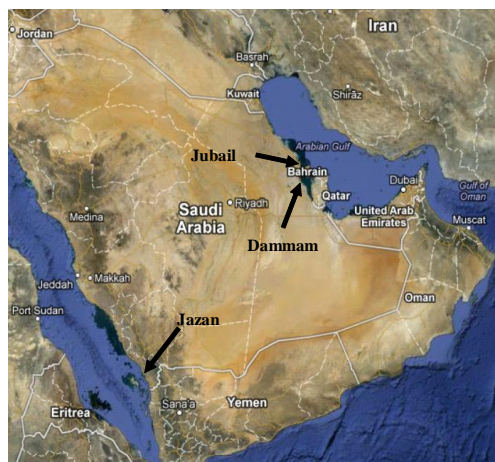 Iran
Jordan
Basrah
Kuwait
Shirāz
Arabian Gulf
Jubail
Bahrain
Dubai
Gulf of
Oman
Qatar
Medina
Saudi
Arabia
Riyadh
United Arab
Emirates
Muscat
Dammam
Jeddah
Makkah
Oman
Port Sudan
Jazan
Sana'a
Yemen
Eritrea